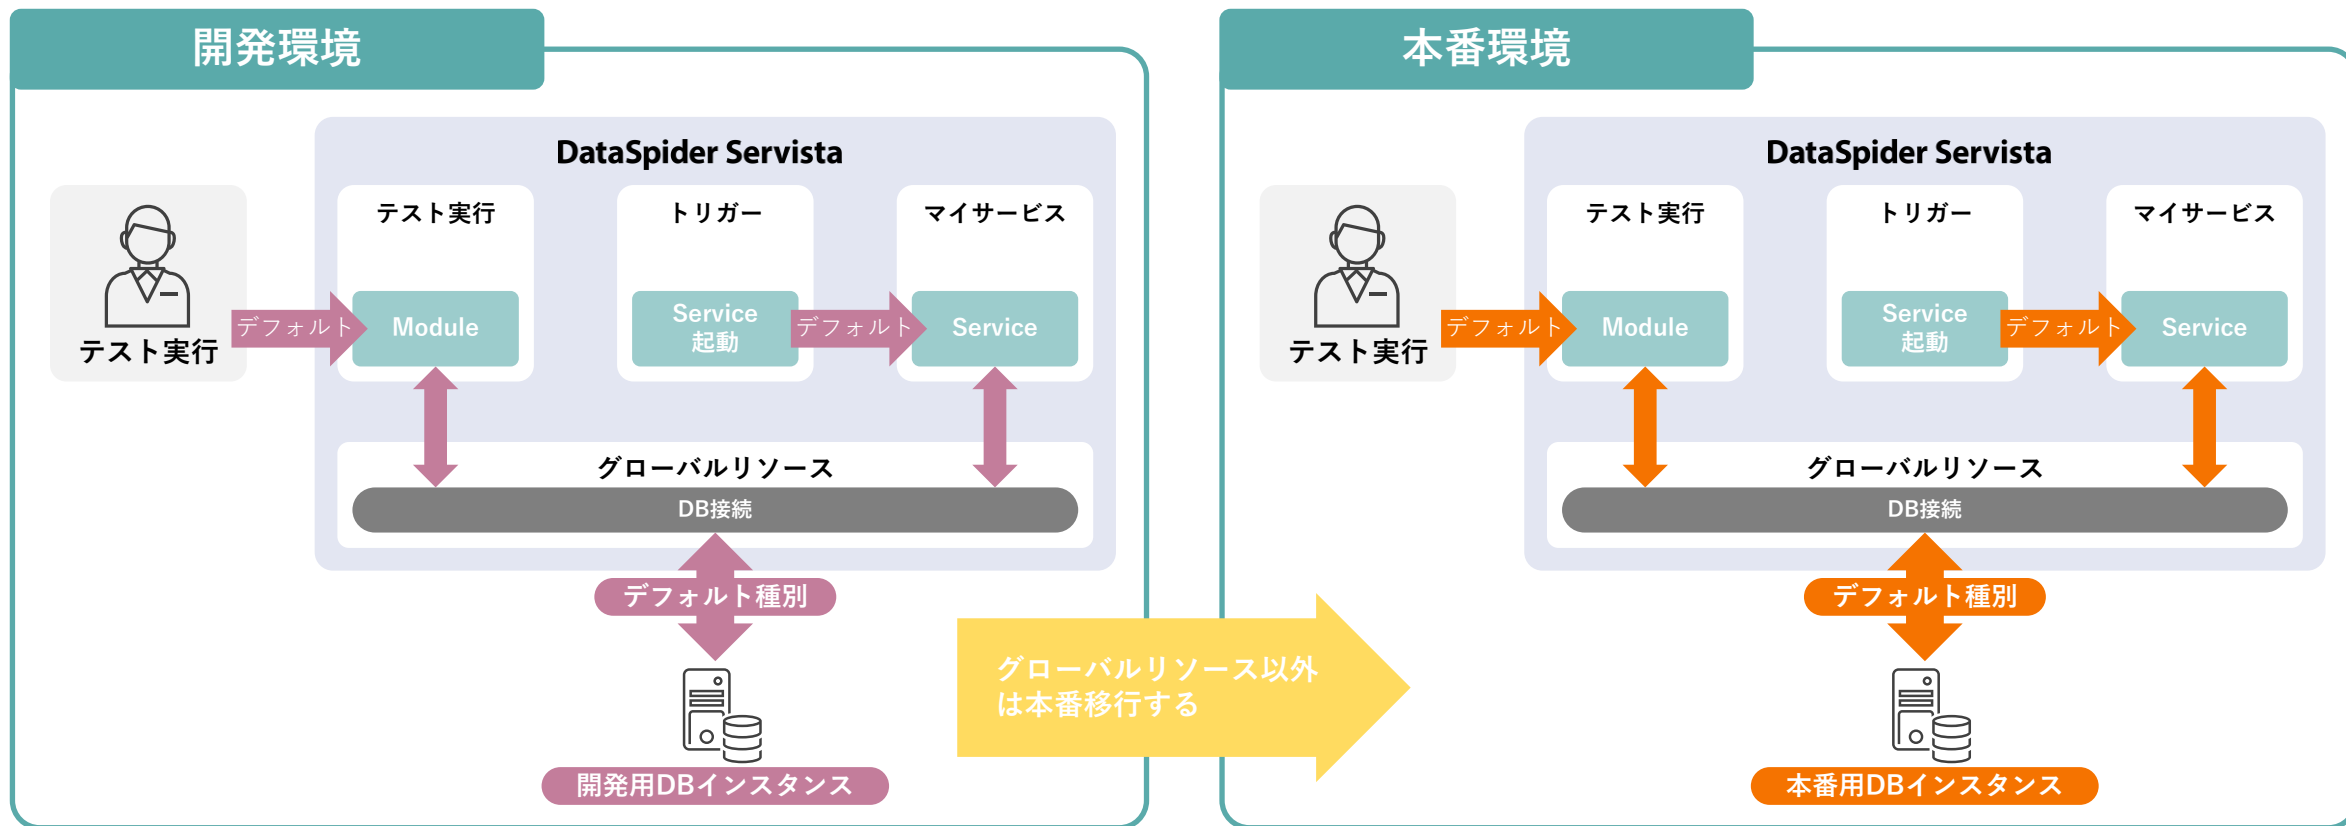 開発環境
DataSpider Servista
テスト実行
トリガー
マイサービス
テスト実行
デフォルト
Module
Service
起動
デフォルト
Service
グローバルリソース
DB接続
デフォルト種別
開発用DBインスタンス
グローバルリソース以外
は本番移行する
本番環境
DataSpider Servista
テスト実行
トリガー
マイサービス
テスト実行
デフォルト
Module
Service
起動
デフォルト
Service
グローバルリソース
DB接続
デフォルト種別
本番用DBインスタンス